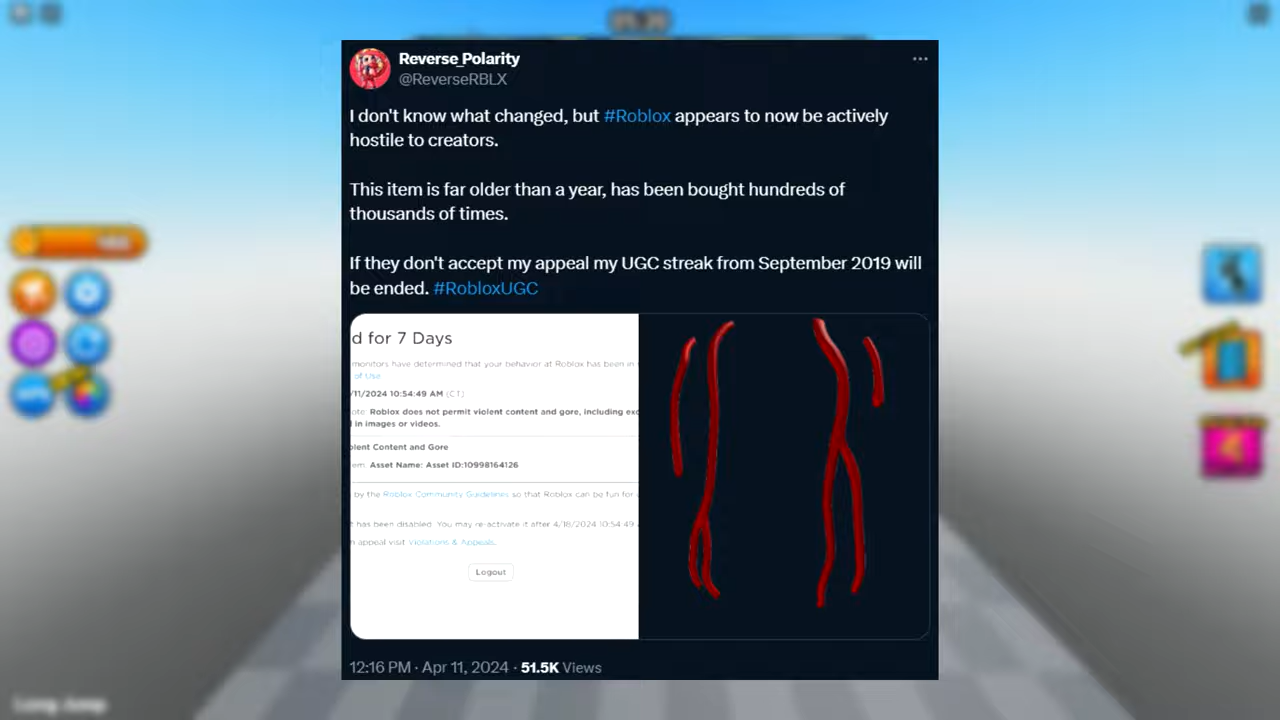 Reverse_Polarity
@ReverseRBLX
I don't know what changed, but #Roblox appears to now be actively
hostile to creators.
This item is far older than a year, has been bought hundreds of
thousands of times.
If they don't accept my appeal my UGC streak from September 2019 will
be ended. #RobloxUGC
d for 7 Days
monitors have determined that your behavior at Roblox has been in
of Use.
/11/2024 10:54:49 AM (CT)
ote: Roblox does not permit violent content and gore, including exc
d in images or videos.
olent Content and Gore
em: Asset Name: Asset ID:10998164126
by the Roblox Community Guidelines so that Roblox can be fun for
t has been disabled. You may re-activate it after 4/18/2024 10:54:49
n appeal visit Violations & Appeals.
Logout
12:16 PM · Apr 11, 2024 · 51.5K Views
Long Jump